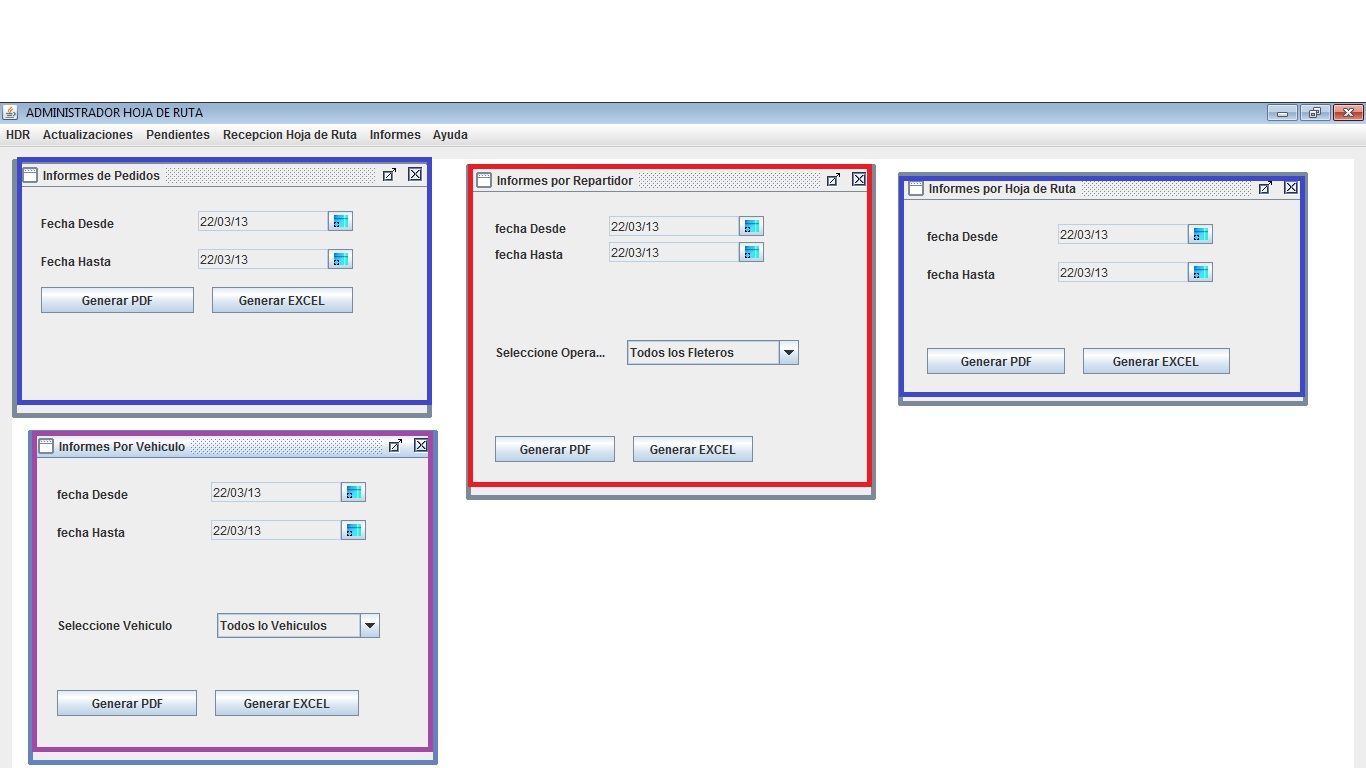 ADMINISTRADOR HOJA DE RUTA
HDR Actualizaciones Pendientes Recepcion Hoja de Ruta Informes Ayuda
Informes de Pedidos
Fecha Desde 22/03/13
Fecha Hasta 22/03/13
Generar PDF Generar EXCEL
Informes por Repartidor
fecha Desde 22/03/13
fecha Hasta 22/03/13
Seleccione Opera... Todos los Fleteros
Generar PDF Generar EXCEL
Informes por Hoja de Ruta
fecha Desde 22/03/13
fecha Hasta 22/03/13
Generar PDF Generar EXCEL
Informes Por Vehiculo
fecha Desde 22/03/13
fecha Hasta 22/03/13
Seleccione Vehiculo Todos lo Vehiculos
Generar PDF Generar EXCEL